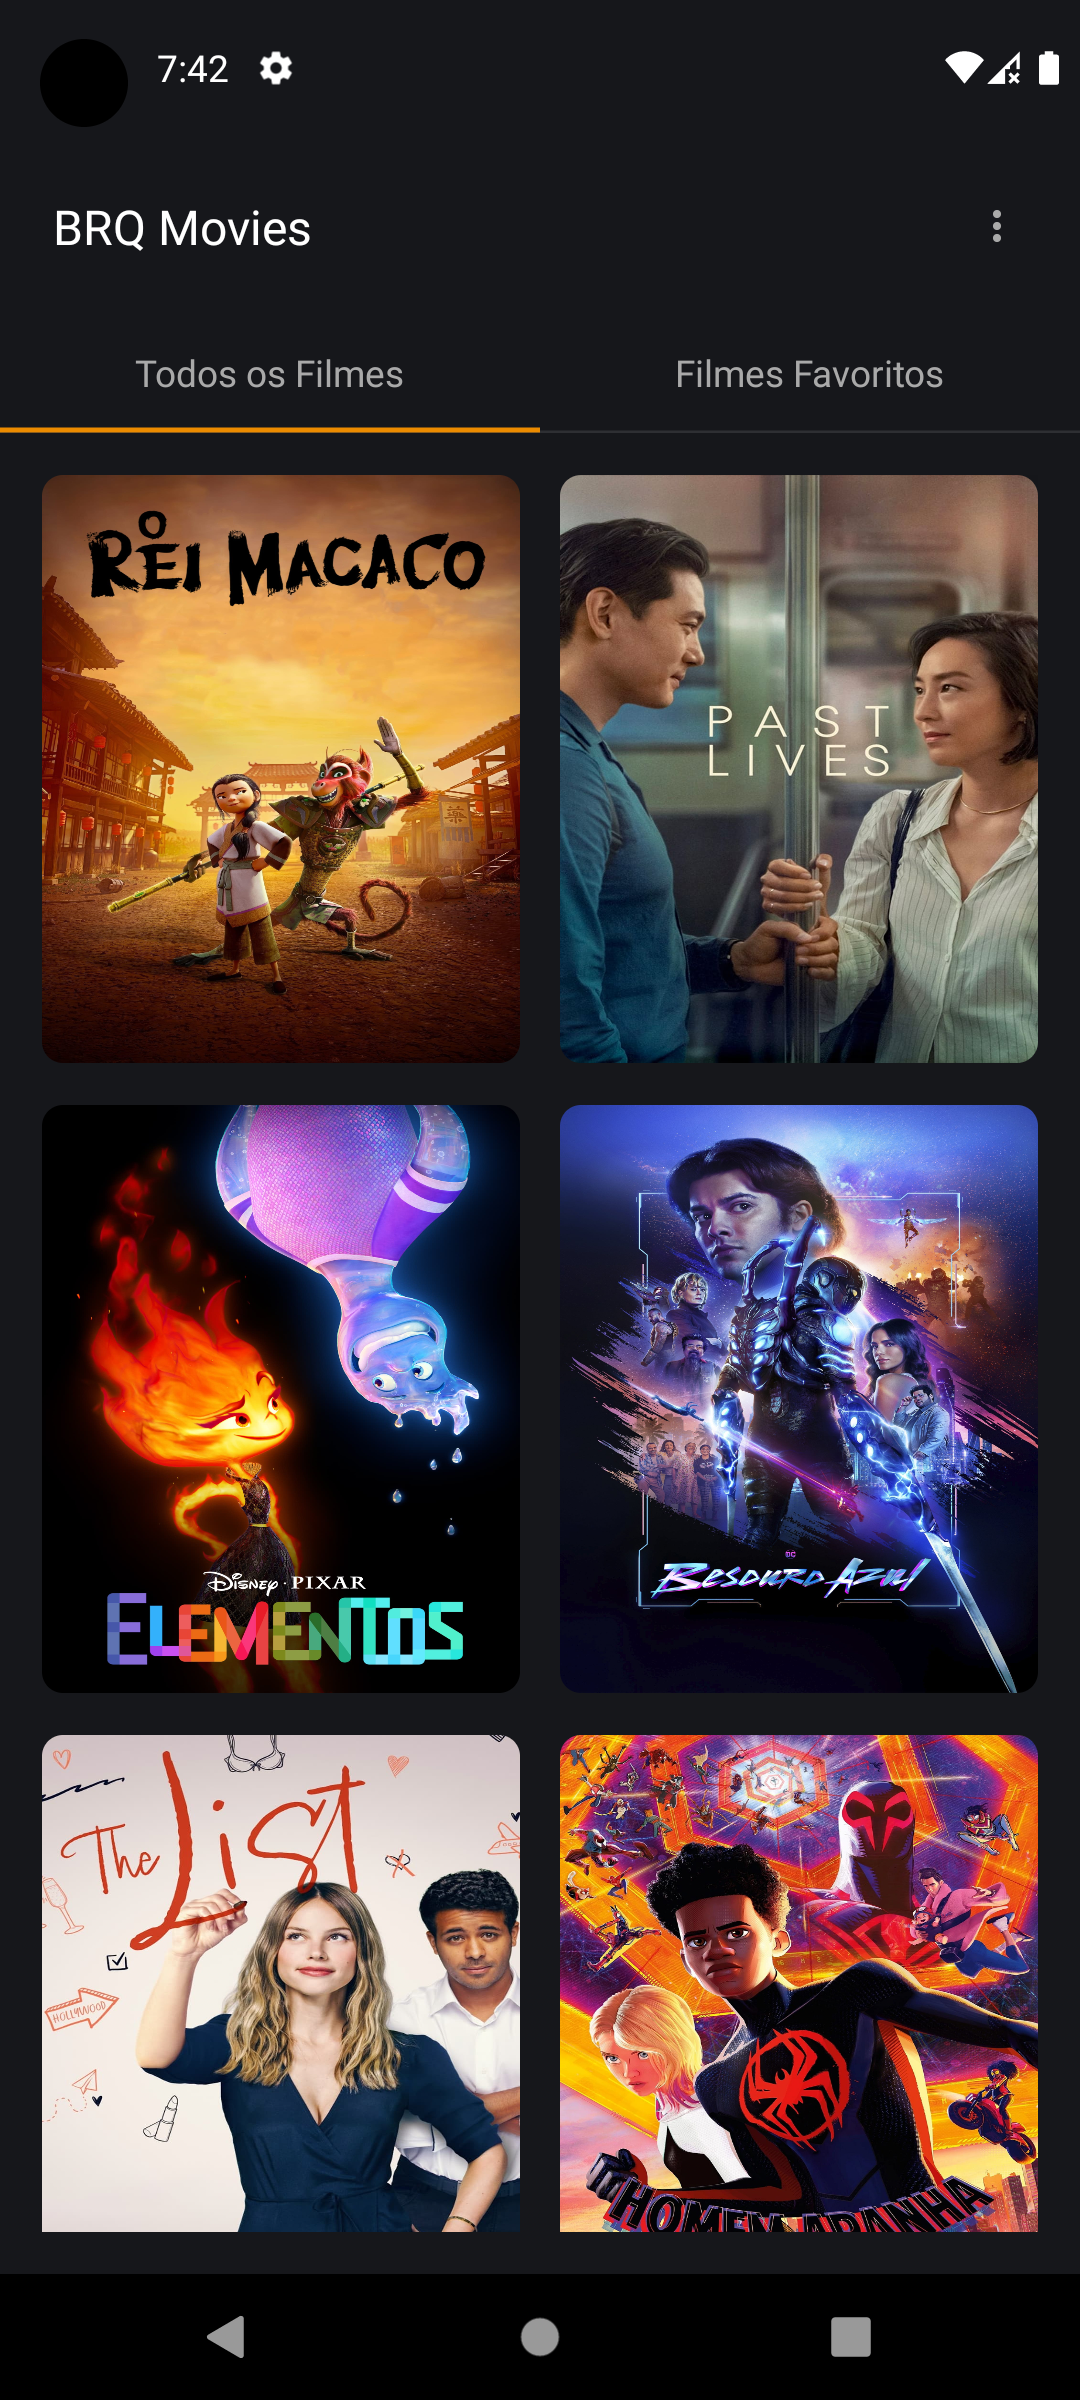 7:42
BRQ Movies
Todos os Filmes
Filmes Favoritos
O
REI MACACO
PAST
LIVES
DISNEY · PIXAR
ELEMENTOS
DC
BESOURO AZUL
The List
HOLLYWOOD
HOMEM-ARANHA